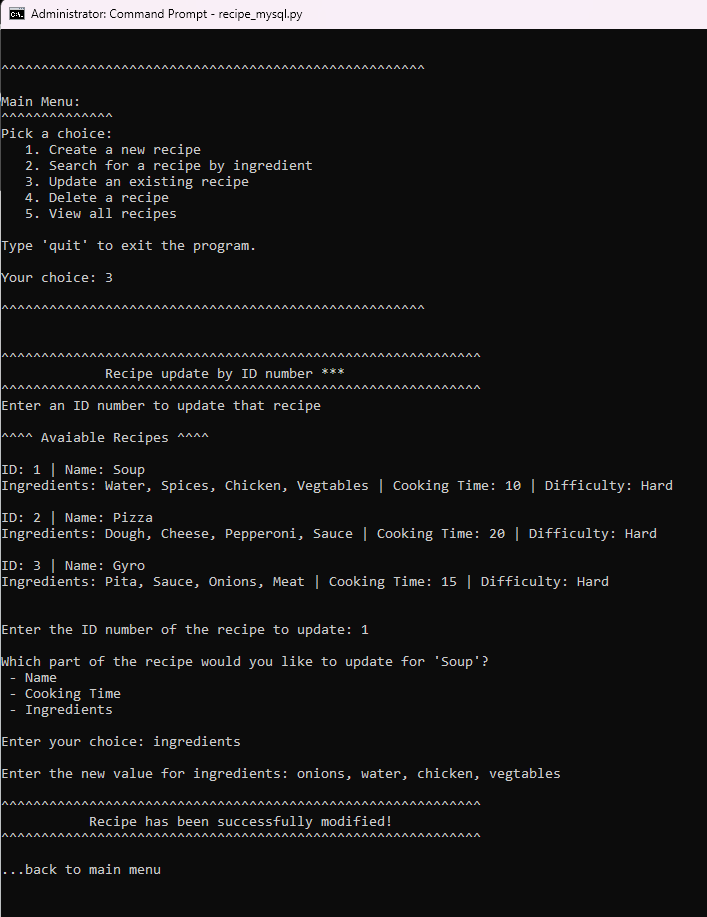 Administrator: Command Prompt - recipe_mysql.py
^^^^^^^^^^^^^^^^^^^^^^^^^^^^^^^^^^^^^^^^^^^^^^^^^^^^^
Main Menu:
^^^^^^^^^^^^^^
Pick a choice:
   1. Create a new recipe
   2. Search for a recipe by ingredient
   3. Update an existing recipe
   4. Delete a recipe
   5. View all recipes
Type 'quit' to exit the program.
Your choice: 3
^^^^^^^^^^^^^^^^^^^^^^^^^^^^^^^^^^^^^^^^^^^^^^^^^^^^^
^^^^^^^^^^^^^^^^^^^^^^^^^^^^^^^^^^^^^^^^^^^^^^^^^^^^^^^^^^^^
             Recipe update by ID number ***
^^^^^^^^^^^^^^^^^^^^^^^^^^^^^^^^^^^^^^^^^^^^^^^^^^^^^^^^^^^^
Enter an ID number to update that recipe
^^^^ Avaiable Recipes ^^^^
ID: 1 | Name: Soup
Ingredients: Water, Spices, Chicken, Vegtables | Cooking Time: 10 | Difficulty: Hard
ID: 2 | Name: Pizza
Ingredients: Dough, Cheese, Pepperoni, Sauce | Cooking Time: 20 | Difficulty: Hard
ID: 3 | Name: Gyro
Ingredients: Pita, Sauce, Onions, Meat | Cooking Time: 15 | Difficulty: Hard
Enter the ID number of the recipe to update: 1
Which part of the recipe would you like to update for 'Soup'?
 - Name
 - Cooking Time
 - Ingredients
Enter your choice: ingredients
Enter the new value for ingredients: onions, water, chicken, vegtables
^^^^^^^^^^^^^^^^^^^^^^^^^^^^^^^^^^^^^^^^^^^^^^^^^^^^^^^^^^^^
           Recipe has been successfully modified!
^^^^^^^^^^^^^^^^^^^^^^^^^^^^^^^^^^^^^^^^^^^^^^^^^^^^^^^^^^^^
...back to main menu